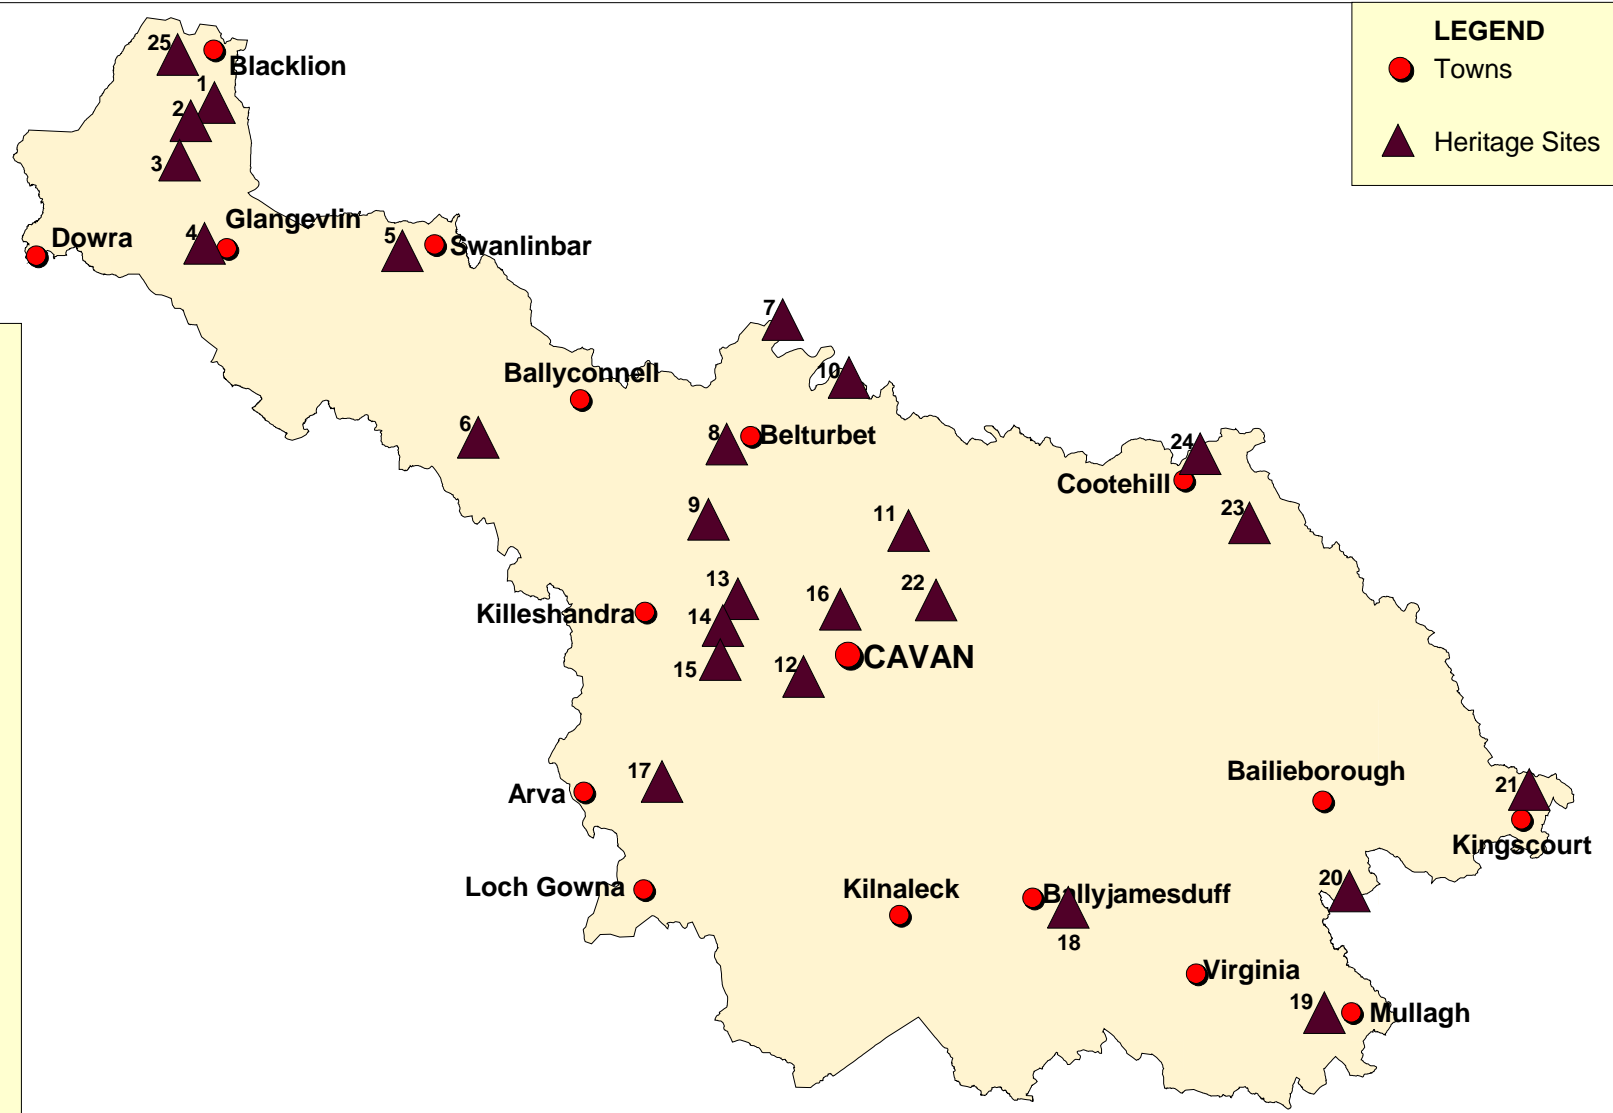 LEGEND
Towns
Heritage Sites
25
Blacklion
1
2
3
Glangevlin
4
Dowra
5
Swanlinbar
7
10
Ballyconnell
6
8
Belturbet
24
Cootehill
9
11
23
13
16
22
Killeshandra
14
15
12
CAVAN
17
Arva
Bailieborough
21
Kingscourt
Loch Gowna
Kilnaleck
Ballyjamesduff
20
18
Virginia
19
Mullagh